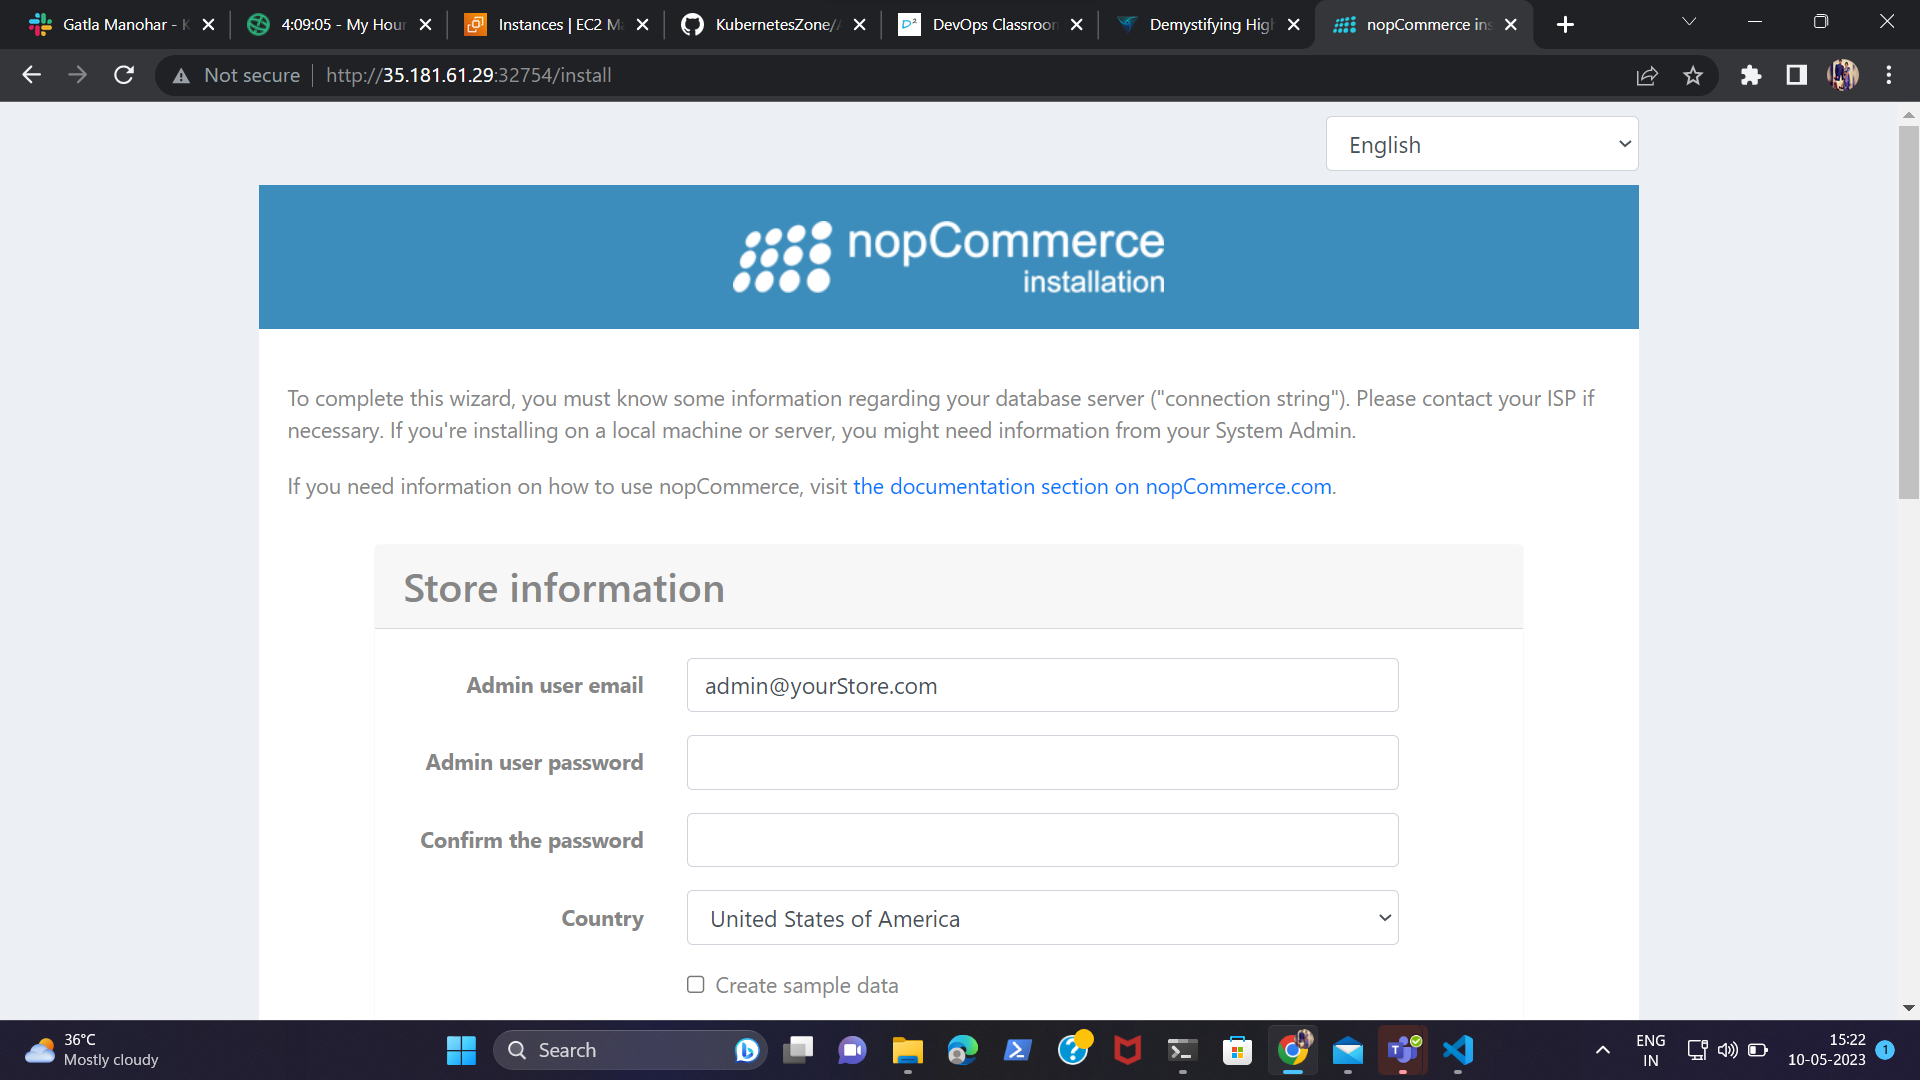 Gatla Manohar - K
4:09:05 - My Hour
Instances | EC2 M
KubernetesZone/A
DevOps Classroom
Demystifying High
nopCommerce ins
Not secure
http://35.181.61.29:32754/install
English
nopCommerce
installation
To complete this wizard, you must know some information regarding your database server ("connection string"). Please contact your ISP if
necessary. If you're installing on a local machine or server, you might need information from your System Admin.
If you need information on how to use nopCommerce, visit the documentation section on nopCommerce.com.
Store information
Admin user email
admin@yourStore.com
Admin user password
Confirm the password
Country
United States of America
Create sample data
36°C
Mostly cloudy
Search
ENG
IN
15:22
10-05-2023
1